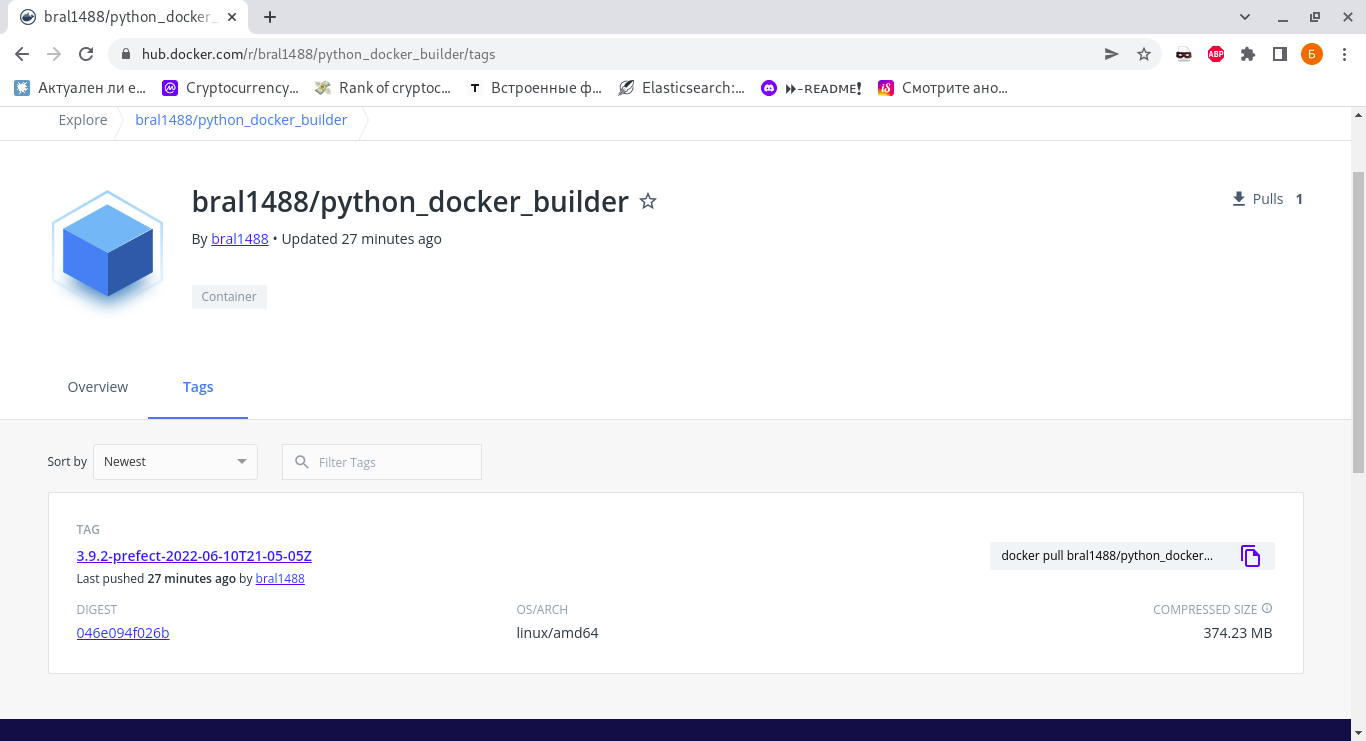 bral1488/python_docker_
hub.docker.com/r/bral1488/python_docker_builder/tags
ABP
Б
Актуален ли е...
Cryptocurrency...
Rank of cryptoc...
T
Встроенные ф...
Elasticsearch:...
-README!
Смотрите ано...
Explore
bral1488/python_docker_builder
bral1488/python_docker_builder
Pulls 1
By bral1488 • Updated 27 minutes ago
Container
Overview
Tags
Sort by
Newest
Filter Tags
TAG
3.9.2-prefect-2022-06-10T21-05-05Z
docker pull bral1488/python_docker...
Last pushed 27 minutes ago by bral1488
DIGEST
OS/ARCH
COMPRESSED SIZE
046e094f026b
linux/amd64
374.23 MB